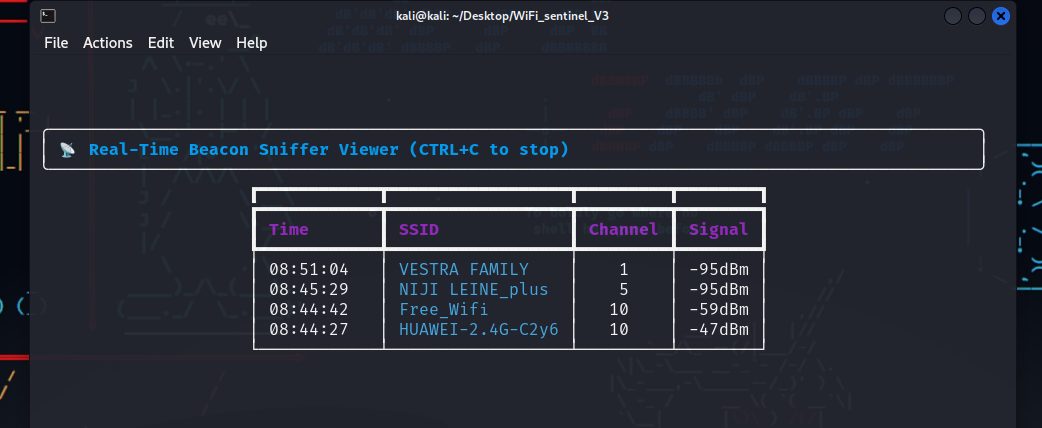 kali@kali: ~/Desktop/WiFi_sentinel_V3
File Actions Edit View Help
📡 Real-Time Beacon Sniffer Viewer (CTRL+C to stop)
Time SSID Channel Signal
08:51:04 VESTRA FAMILY 1 -95dBm
08:45:29 NIJI LEINE_plus 5 -95dBm
08:44:42 Free_Wifi 10 -59dBm
08:44:27 HUAWEI-2.4G-C2y6 10 -47dBm